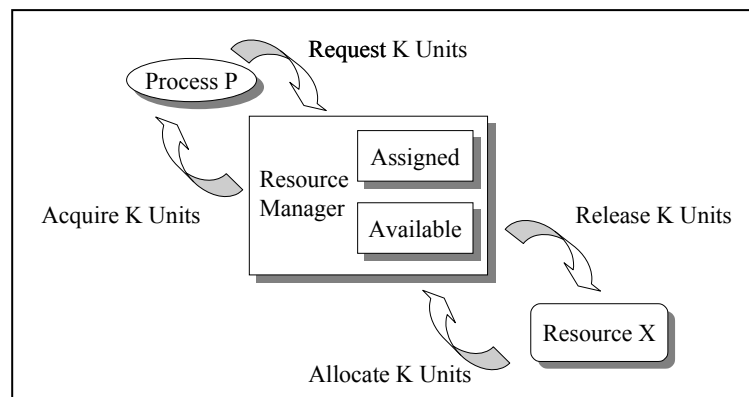 Request K Units
Process P
Assigned
Resource
Manager
Acquire K Units
Available
Release K Units
Resource X
Allocate K Units